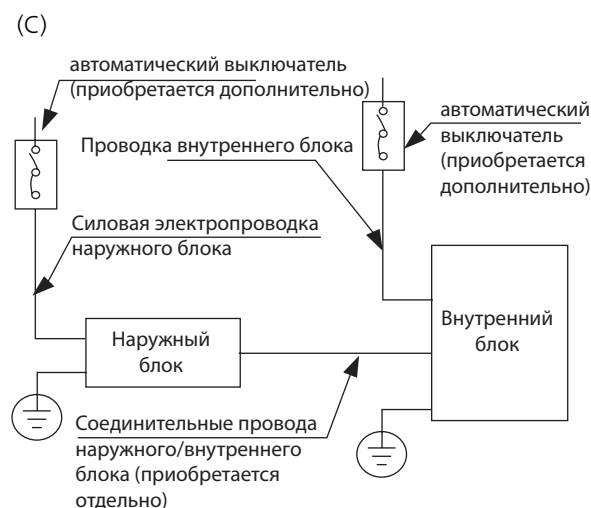 (C)
автоматический выключатель
(приобретается дополнительно)
автоматический
выключатель
(приобретается
дополнительно)
Проводка внутреннего блока
Силовая электропроводка
наружного блока
Наружный
блок
Внутренний
блок
Соединительные провода
наружного/внутреннего
блока (приобретается
отдельно)